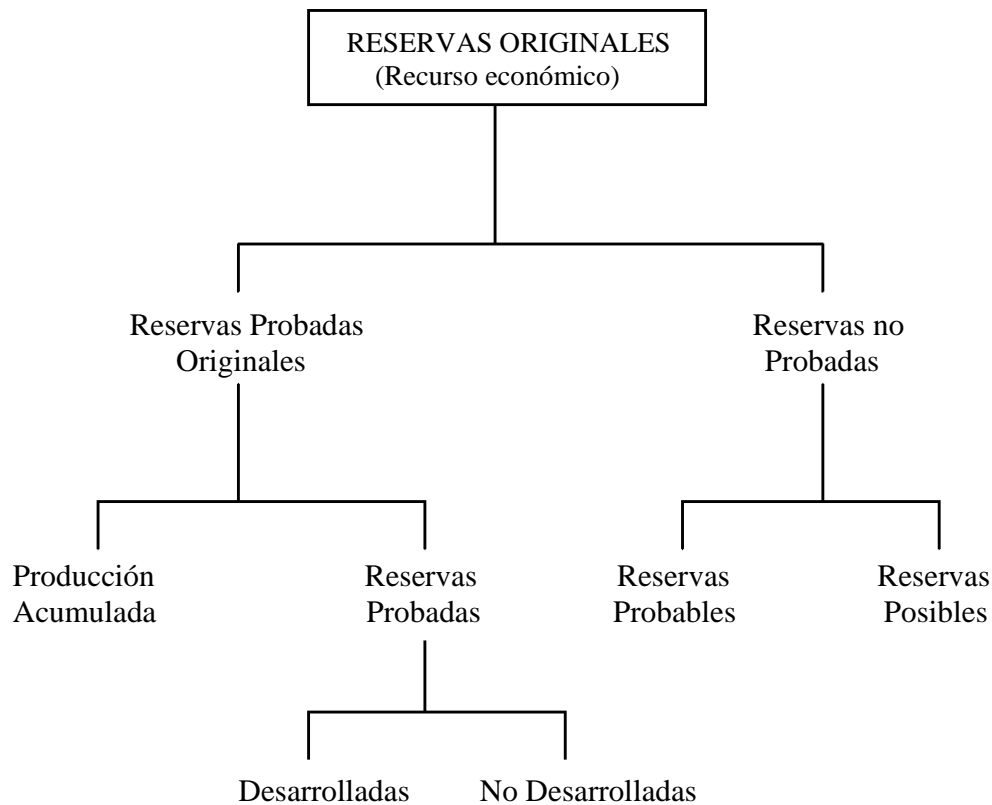 RESERVAS ORIGINALES
(Recurso económico)
Reservas Probadas
Originales
Reservas no
Probadas
Producción
Acumulada
Reservas
Probadas
Reservas
Probables
Reservas
Posibles
Desarrolladas
No Desarrolladas